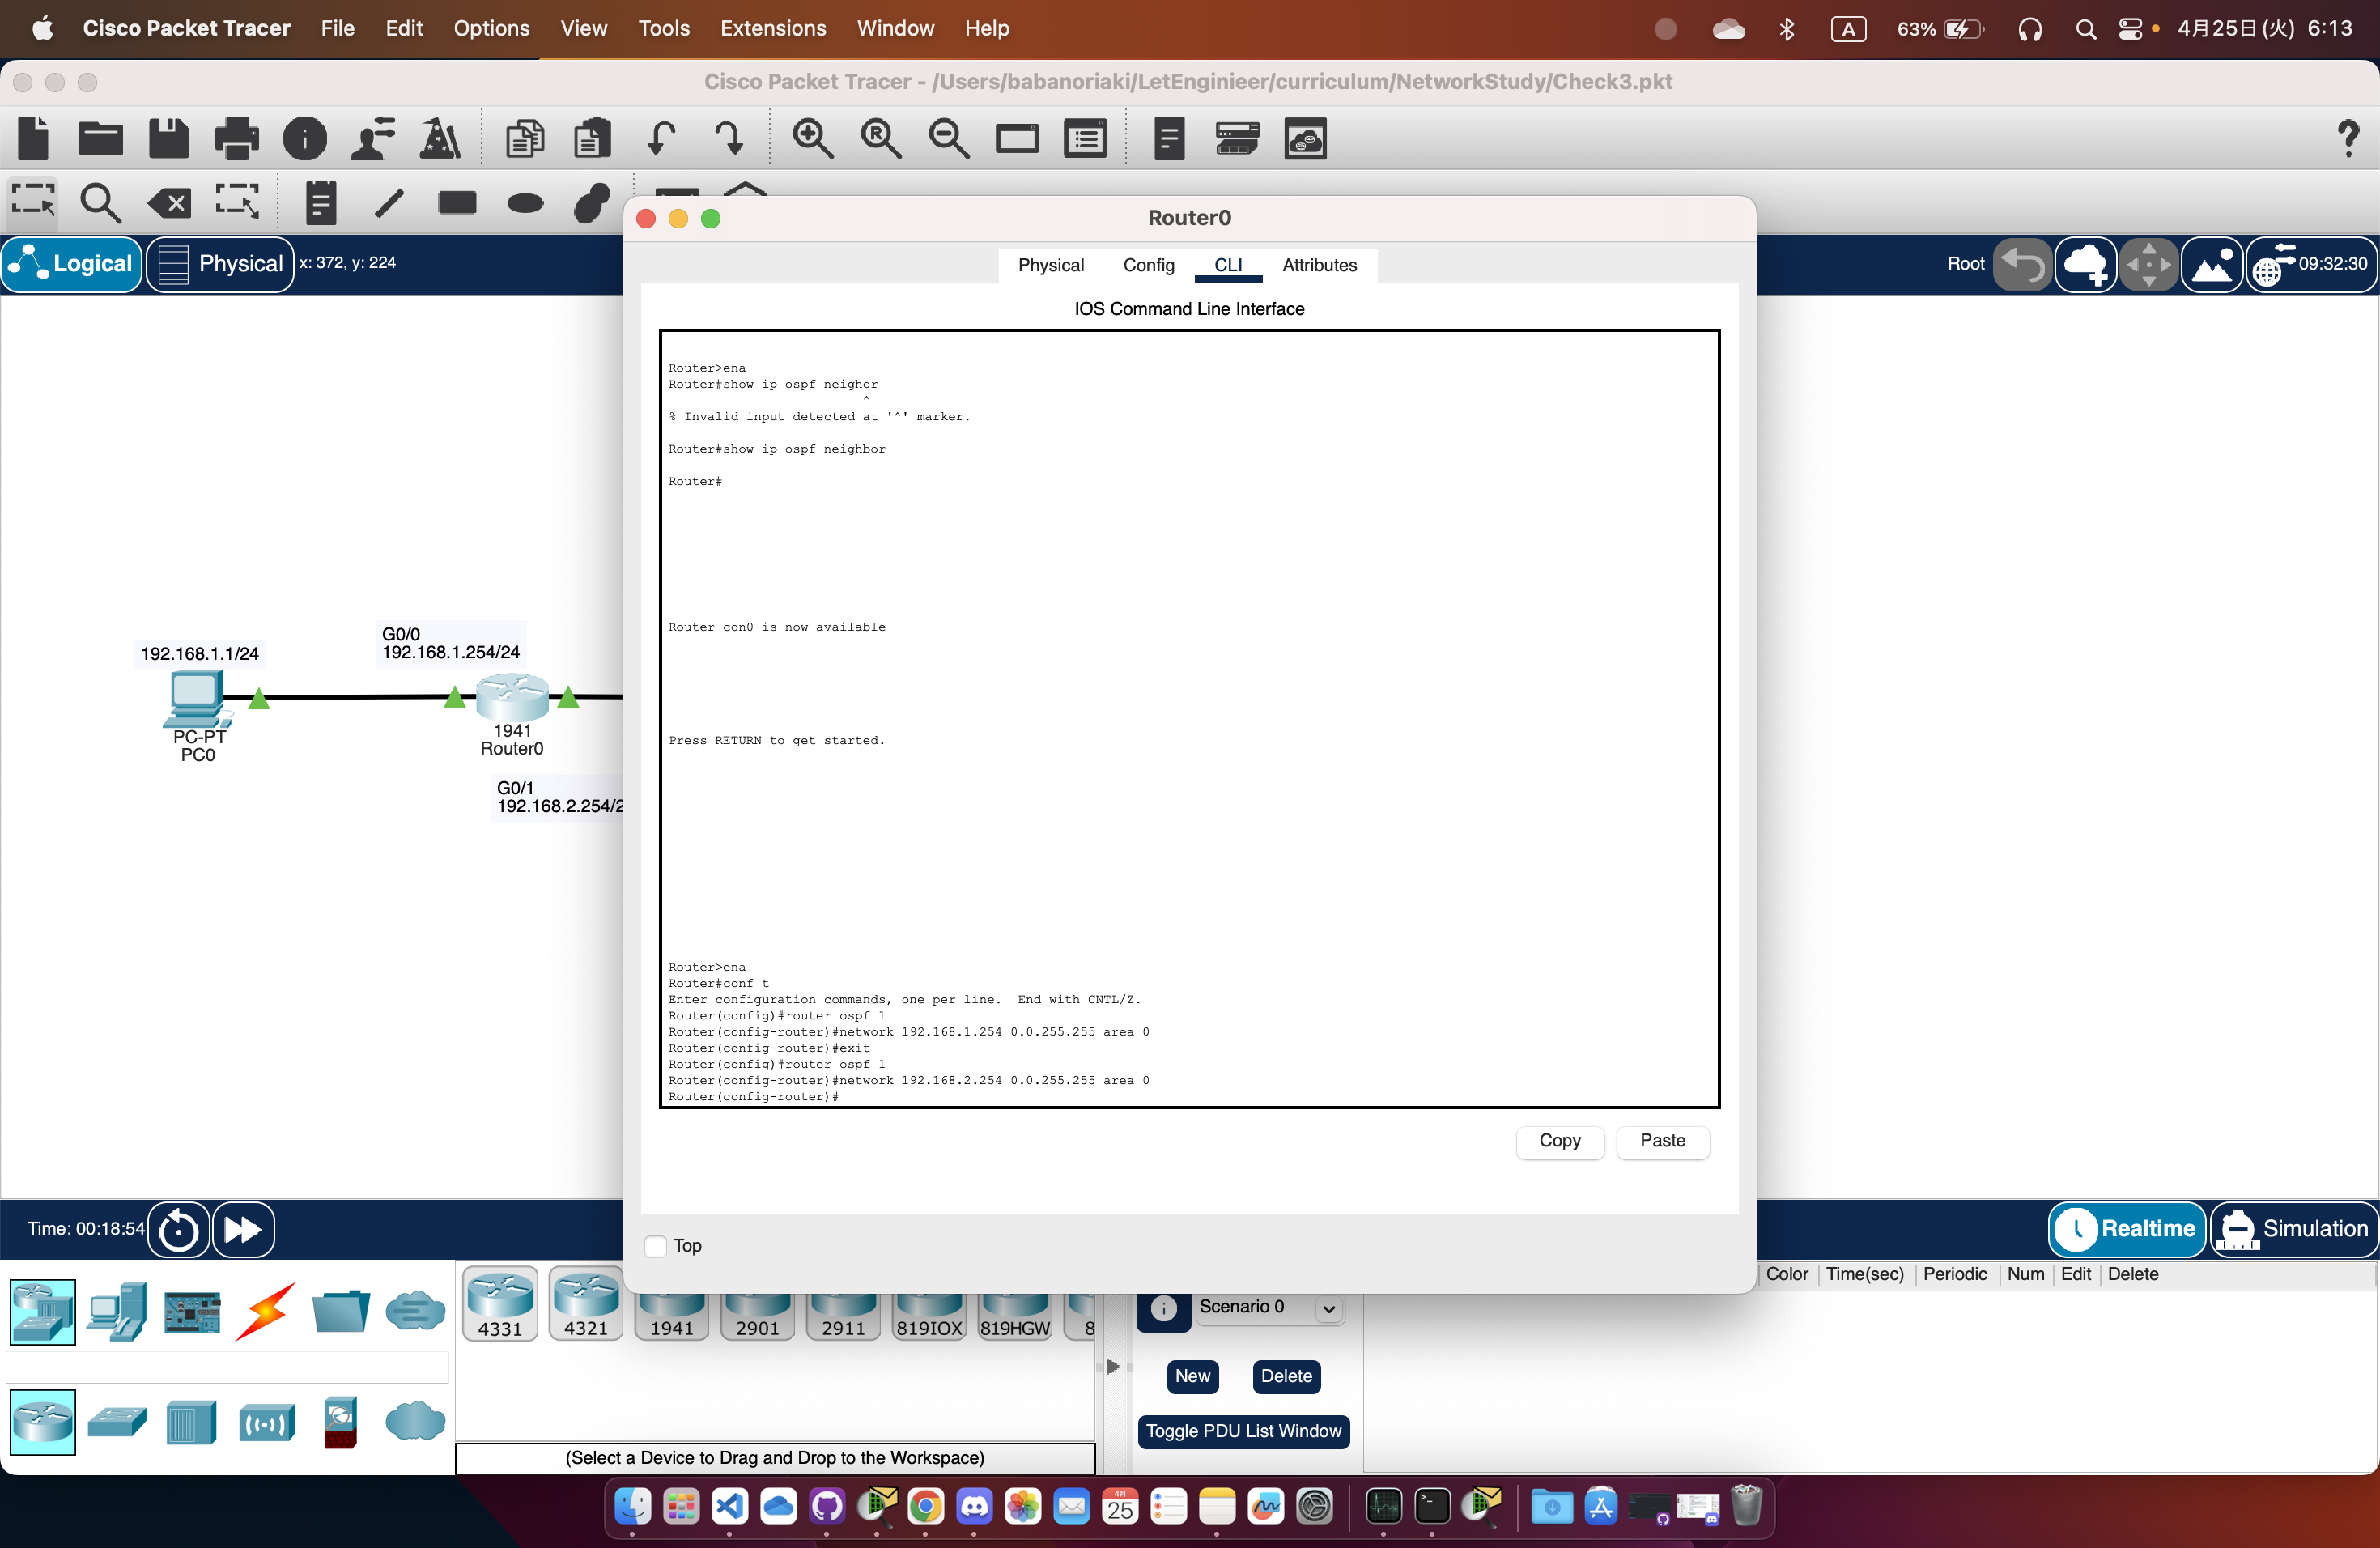 Cisco Packet Tracer File Edit Options View Tools Extensions Window Help A 63% 4月25日(火) 6:13
Cisco Packet Tracer - /Users/babanoriaki/LetEnginieer/curriculum/NetworkStudy/Check3.pkt
Logical Physical x: 372, y: 224
Root 09:32:30
192.168.1.1/24
G0/0
192.168.1.254/24
PC-PT
PC0
1941
Router0
G0/1
192.168.2.254/2
Router0
Physical Config CLI Attributes
IOS Command Line Interface
Router>ena
Router#show ip ospf neighor
^
% Invalid input detected at '^' marker.
Router#show ip ospf neighbor
Router#
Router con0 is now available
Press RETURN to get started.
Router>ena
Router#conf t
Enter configuration commands, one per line.  End with CNTL/Z.
Router(config)#router ospf 1
Router(config-router)#network 192.168.1.254 0.0.255.255 area 0
Router(config-router)#exit
Router(config)#router ospf 1
Router(config-router)#network 192.168.2.254 0.0.255.255 area 0
Router(config-router)#
Copy Paste
Top
Time: 00:18:54
Realtime Simulation
4331 4321 1941 2901 2911 819IOX 819HGW 8
(Select a Device to Drag and Drop to the Workspace)
Scenario 0
New Delete
Toggle PDU List Window
Color Time(sec) Periodic Num Edit Delete
4月
25